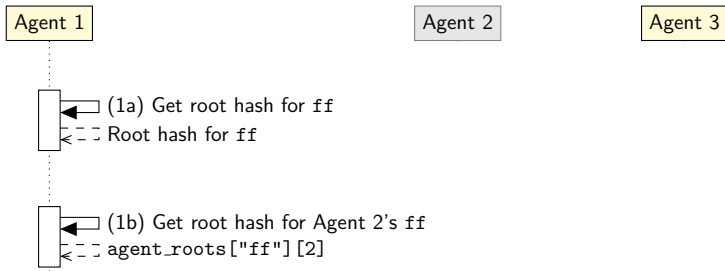 Agent 1
Agent 2
Agent 3
(1a) Get root hash for ff
Root hash for ff
(1b) Get root hash for Agent 2's ff
agent_roots["ff"][2]